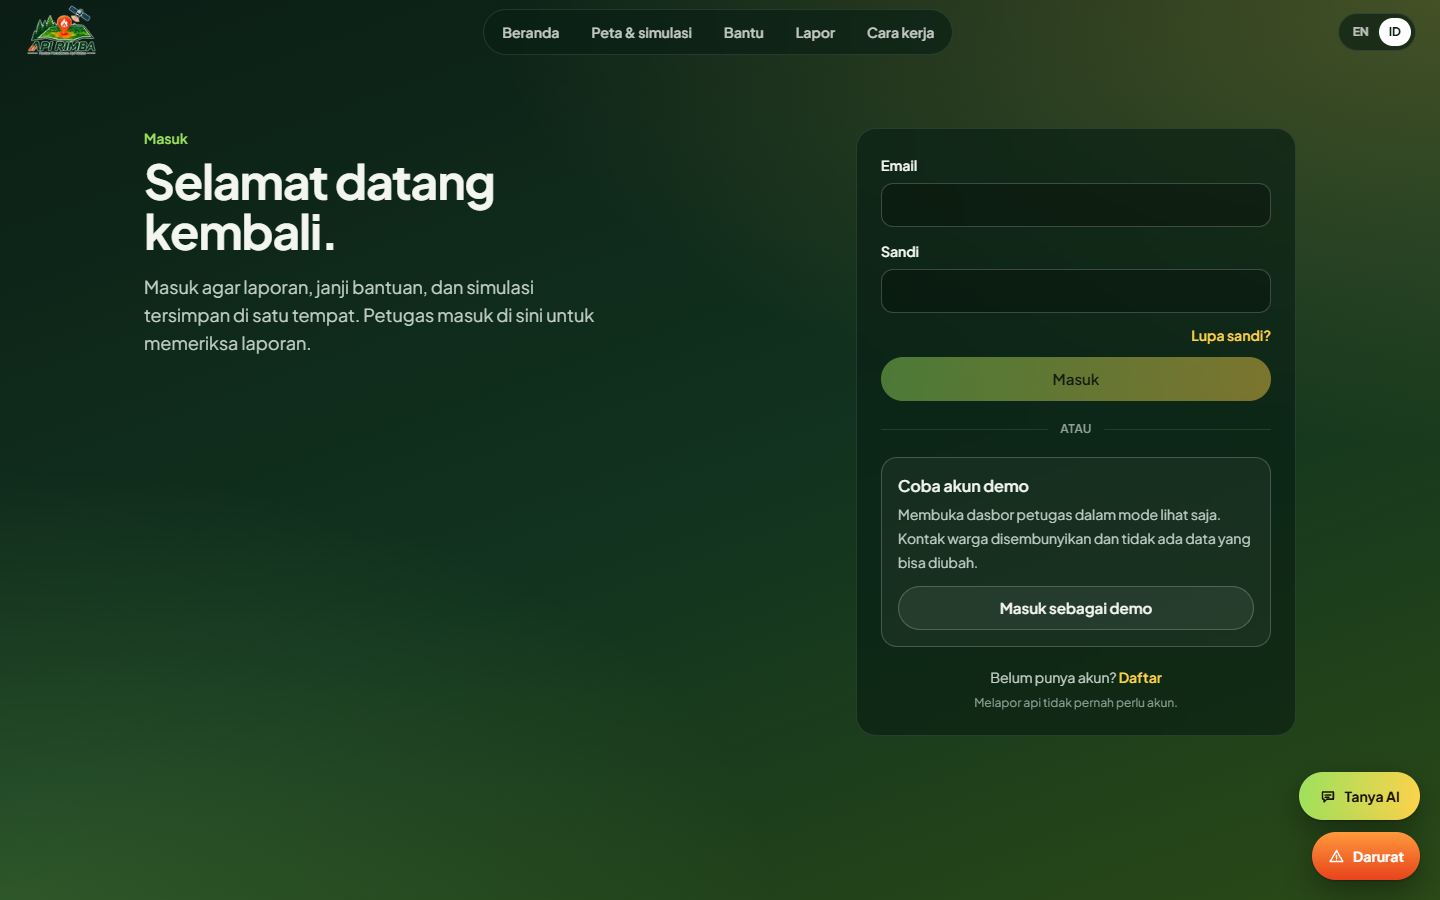 API RIMBA
Beranda
Peta & simulasi
Bantu
Lapor
Cara kerja
EN
ID
Masuk
Selamat datang
kembali.
Masuk agar laporan, janji bantuan, dan simulasi
tersimpan di satu tempat. Petugas masuk di sini untuk
memeriksa laporan.
Email
Sandi
Lupa sandi?
Masuk
ATAU
Coba akun demo
Membuka dasbor petugas dalam mode lihat saja.
Kontak warga disembunyikan dan tidak ada data yang
bisa diubah.
Masuk sebagai demo
Belum punya akun? Daftar
Melapor api tidak pernah perlu akun.
Tanya AI
Darurat